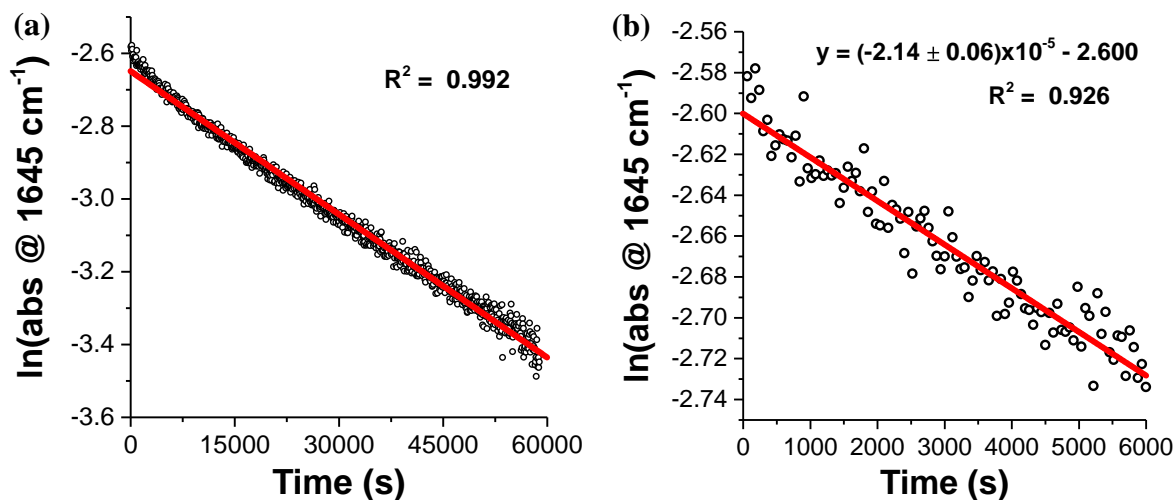 (a)
ln(abs @ 1645 cm⁻¹)
-2.6
-2.8
-3.0
-3.2
-3.4
-3.6
R² = 0.992
0 15000 30000 45000 60000
Time (s)
(b)
ln(abs @ 1645 cm⁻¹)
-2.56
-2.58
-2.60
-2.62
-2.64
-2.66
-2.68
-2.70
-2.72
-2.74
y = (-2.14 ± 0.06)x10⁻⁵ - 2.600
R² = 0.926
0 1000 2000 3000 4000 5000 6000
Time (s)